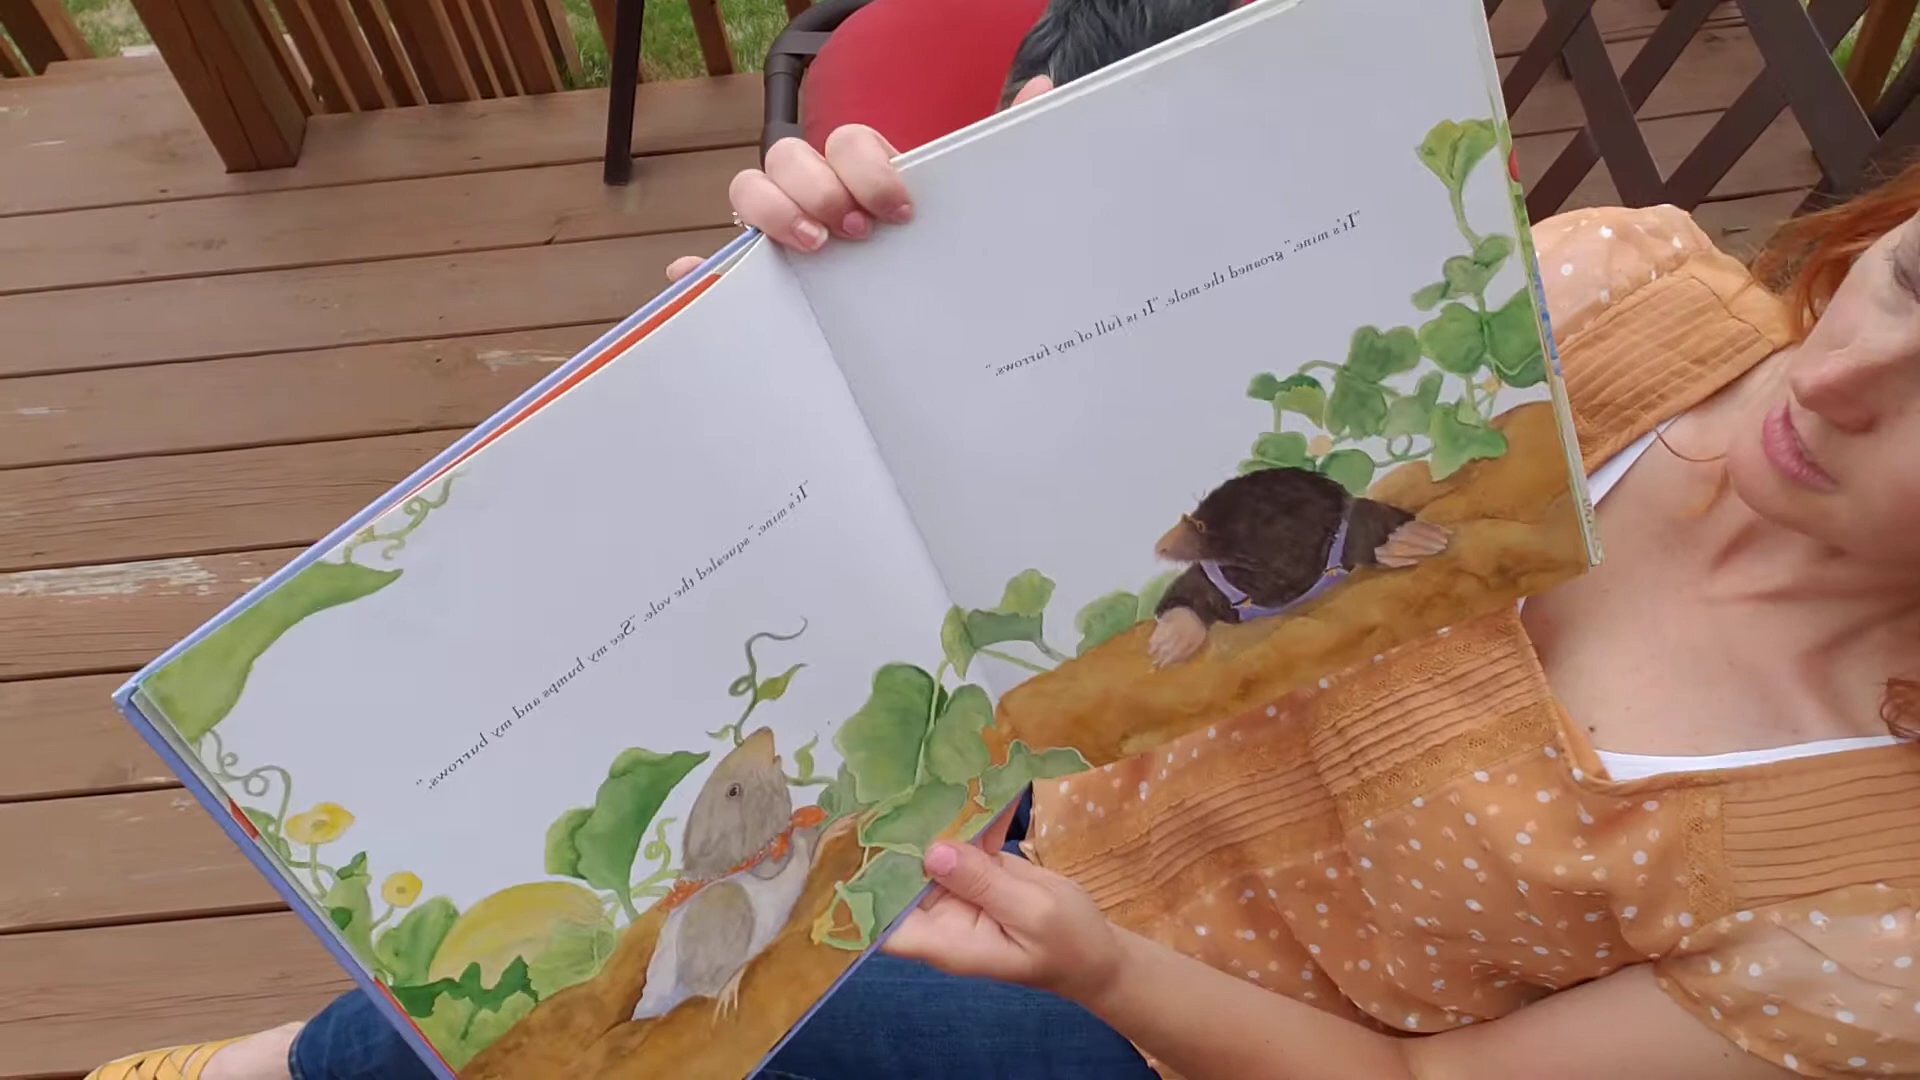 "It's mine," groaned the mole. "It is full of my furrows."
"It's mine," squealed the vole. "See my bumps and my burrows."